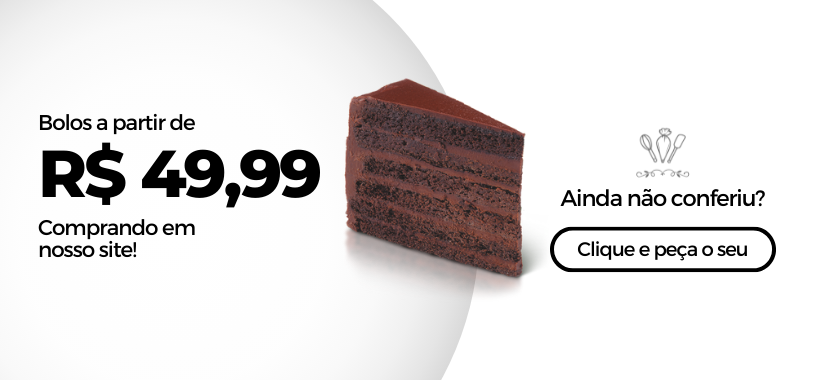 Bolos a partir de
R$ 49,99
Comprando em
nosso site!
Ainda não conferiu?
Clique e peça o seu